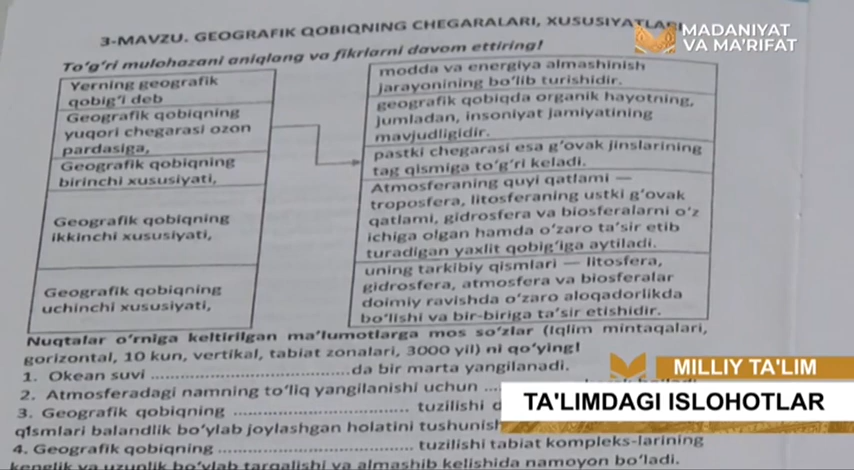 3-MAVZU. GEOGRAFIK QOBIQNING CHEGARALARI, XUSUSIYATLARI
MADANIYAT
VA MA'RIFAT
To'g'ri mulohazani aniqlang va fikrlarni davom ettiring!
Yerning geografik
qobig'i deb
Geografik qobiqning
yuqori chegarasi ozon
pardasiga,
Geografik qobiqning
birinchi xususiyati,
Geografik qobiqning
ikkinchi xususiyati,
Geografik qobiqning
uchinchi xususiyati,
modda va energiya almashinish
jarayonining bo'lib turishidir.
geografik qobiqda organik hayotning,
jumladan, insoniyat jamiyatining
mavjudligidir.
pastki chegarasi esa g'ovak jinslarining
tag qismiga to'g'ri keladi.
Atmosferaning quyi qatlami —
troposfera, litosferaning ustki g'ovak
qatlami, gidrosfera va biosferalarni o'z
ichiga olgan hamda o'zaro ta'sir etib
turadigan yaxlit qobig'iga aytiladi.
uning tarkibiy qismlari — litosfera,
gidrosfera, atmosfera va biosferalar
doimiy ravishda o'zaro aloqadorlikda
bo'lishi va bir-biriga ta'sir etishidir.
Nuqtalar o'rniga keltirilgan ma'lumotlarga mos so'zlar (Iqlim mintaqalari,
gorizontal, 10 kun, vertikal, tabiat zonalari, 3000 yil) ni qo'ying!
1. Okean suvi ................................ da bir marta yangilanadi.
2. Atmosferadagi namning to'liq yangilanishi uchun ...
3. Geografik qobiqning ................................ tuzilishi
qismlari balandlik bo'ylab joylashgan holatini
4. Geografik qobiqning ................................ tuzilishi tabiat kompleks-larining
kenglik va uzunlik bo'ylab tarqalishi va almashib kelishida namoyon bo'ladi.
MILLIY TA'LIM
TA'LIMDAGI ISLOHOTLAR